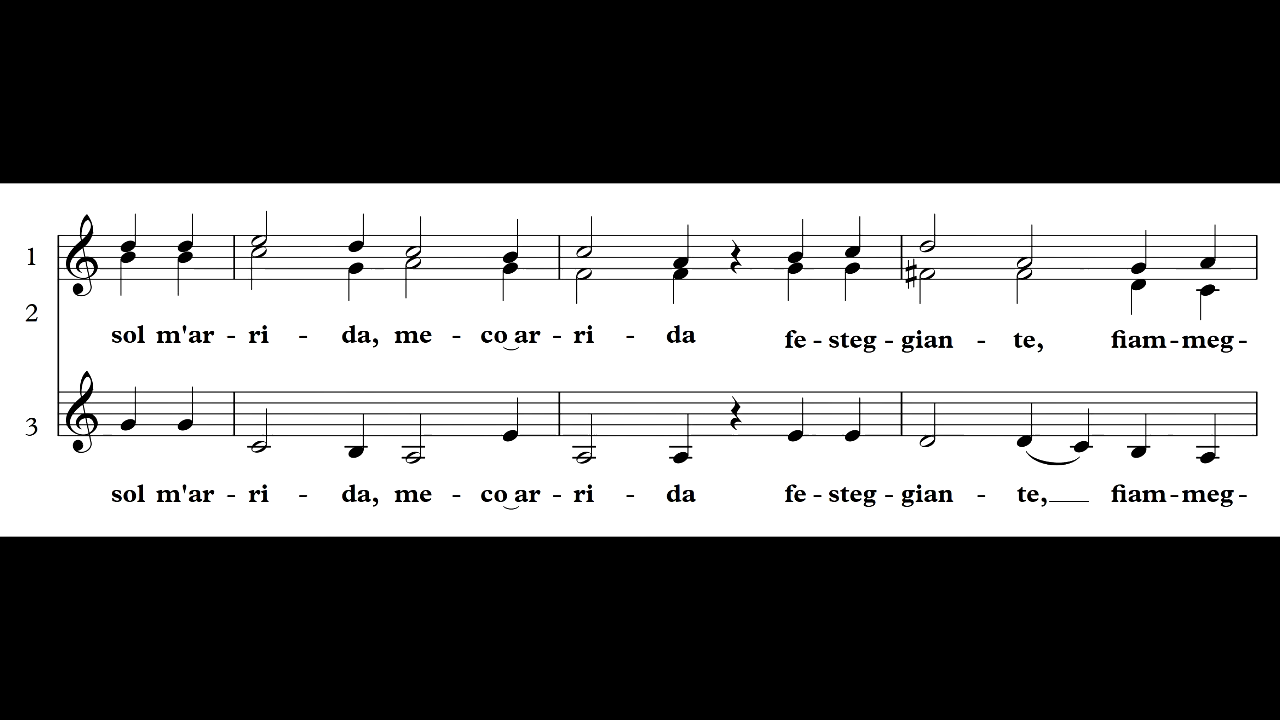 1
2
sol m'ar - ri - da, me - co ar - ri - da fe - steg - gian - te, fiam - meg -
3
sol m'ar - ri - da, me - co ar - ri - da fe - steg - gian - te, fiam - meg -